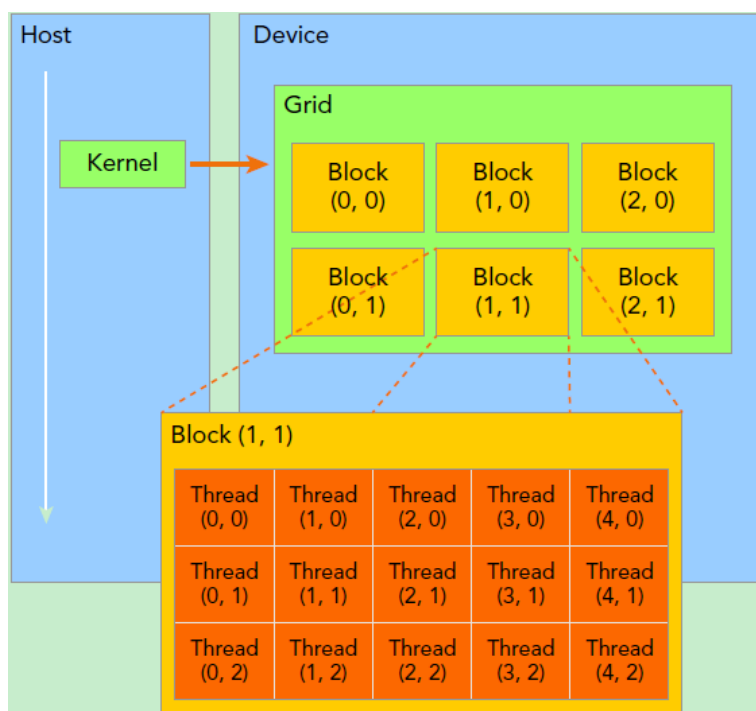 Host
Device
Grid
Kernel
Block
(0, 0)
Block
(1, 0)
Block
(2, 0)
Block
(0, 1)
Block
(1, 1)
Block
(2, 1)
Block (1, 1)
Thread
(0, 0)
Thread
(1, 0)
Thread
(2, 0)
Thread
(3, 0)
Thread
(4, 0)
Thread
(0, 1)
Thread
(1, 1)
Thread
(2, 1)
Thread
(3, 1)
Thread
(4, 1)
Thread
(0, 2)
Thread
(1, 2)
Thread
(2, 2)
Thread
(3, 2)
Thread
(4, 2)